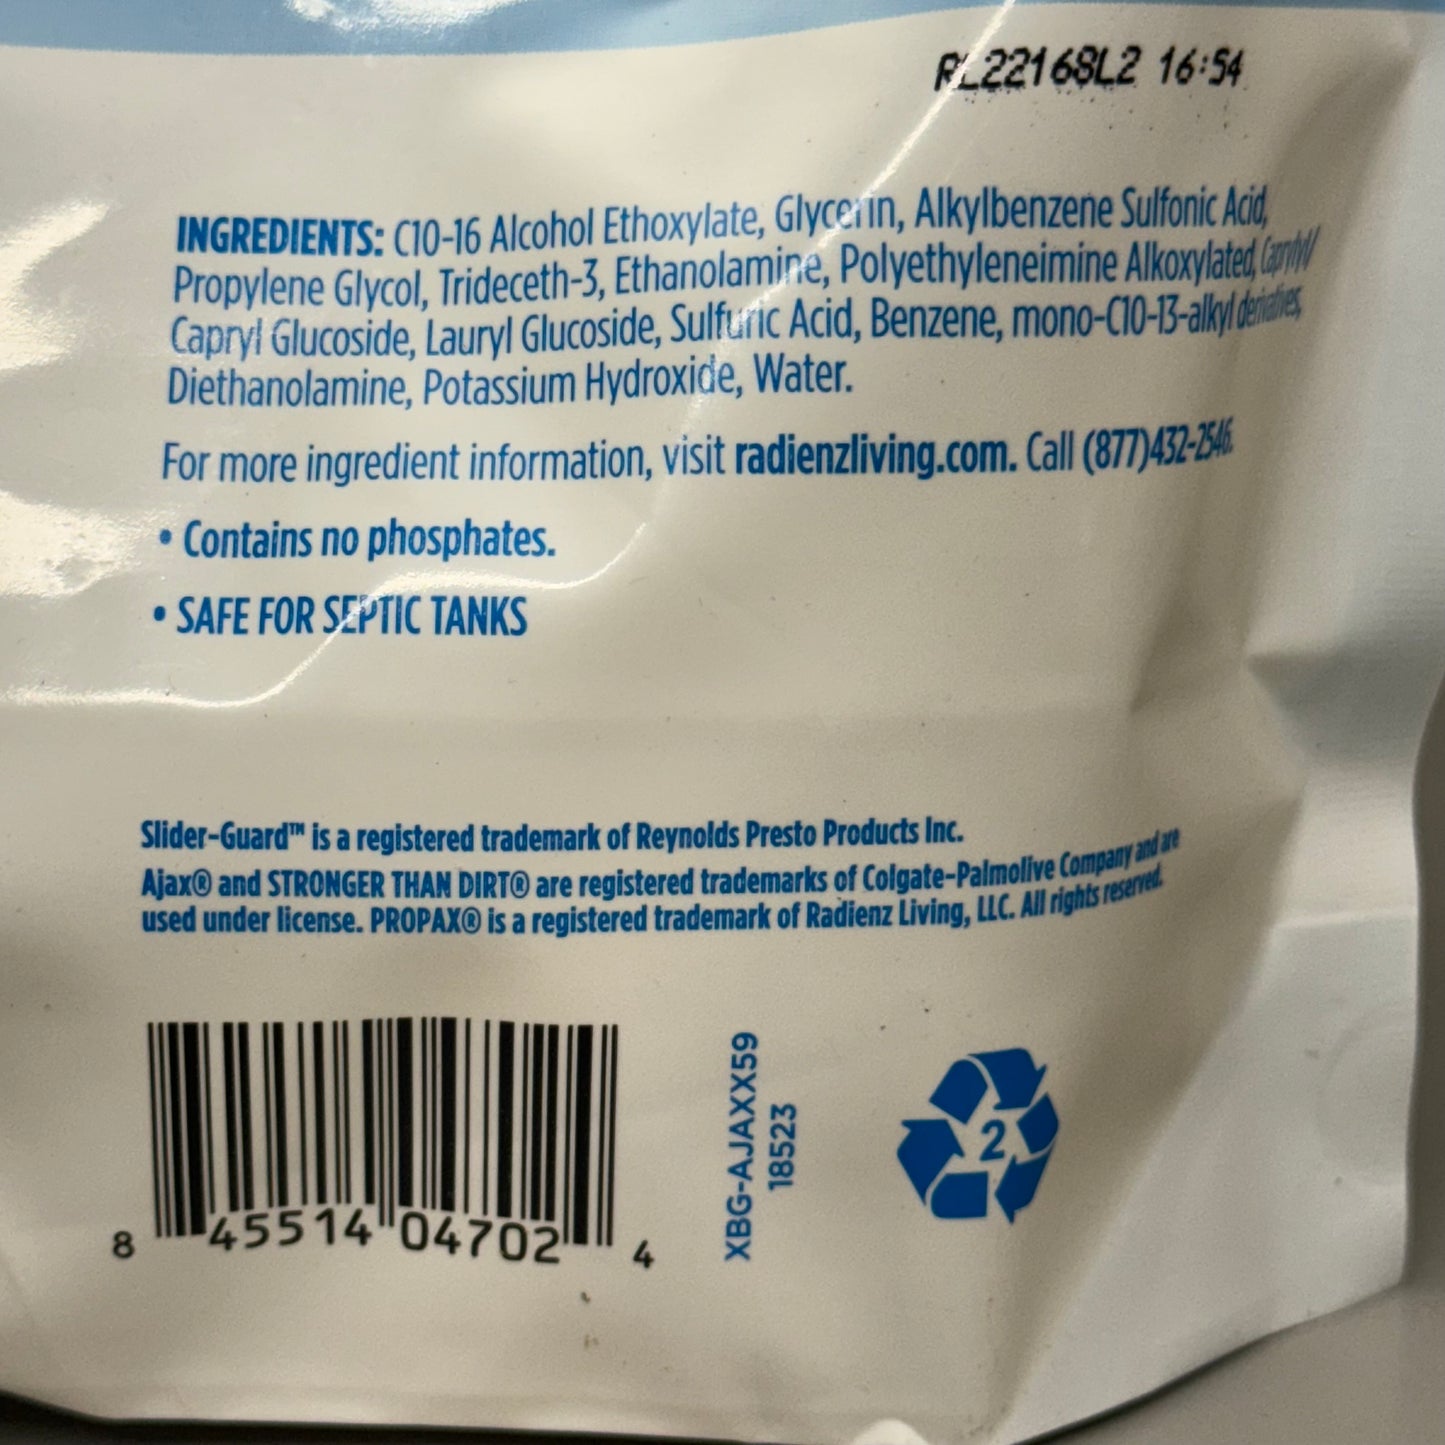 RL22168L2 16:54
INGREDIENTS: C10-16 Alcohol Ethoxylate, Glycerin, Alkylbenzene Sulfonic Acid,
Propylene Glycol, Trideceth-3, Ethanolamine, Polyethyleneimine Alkoxylated, Caprylyl/
Capryl Glucoside, Lauryl Glucoside, Sulfuric Acid, Benzene, mono-C10-13-alkyl derivatives,
Diethanolamine, Potassium Hydroxide, Water.
For more ingredient information, visit radienzliving.com. Call (877)432-2546.
• Contains no phosphates.
• SAFE FOR SEPTIC TANKS
Slider-Guard™ is a registered trademark of Reynolds Presto Products Inc.
Ajax® and STRONGER THAN DIRT® are registered trademarks of Colgate-Palmolive Company and are
used under license. PROPAX® is a registered trademark of Radienz Living, LLC. All rights reserved.
8 45514 04702 4
XBG-AJAXX59
18523
2